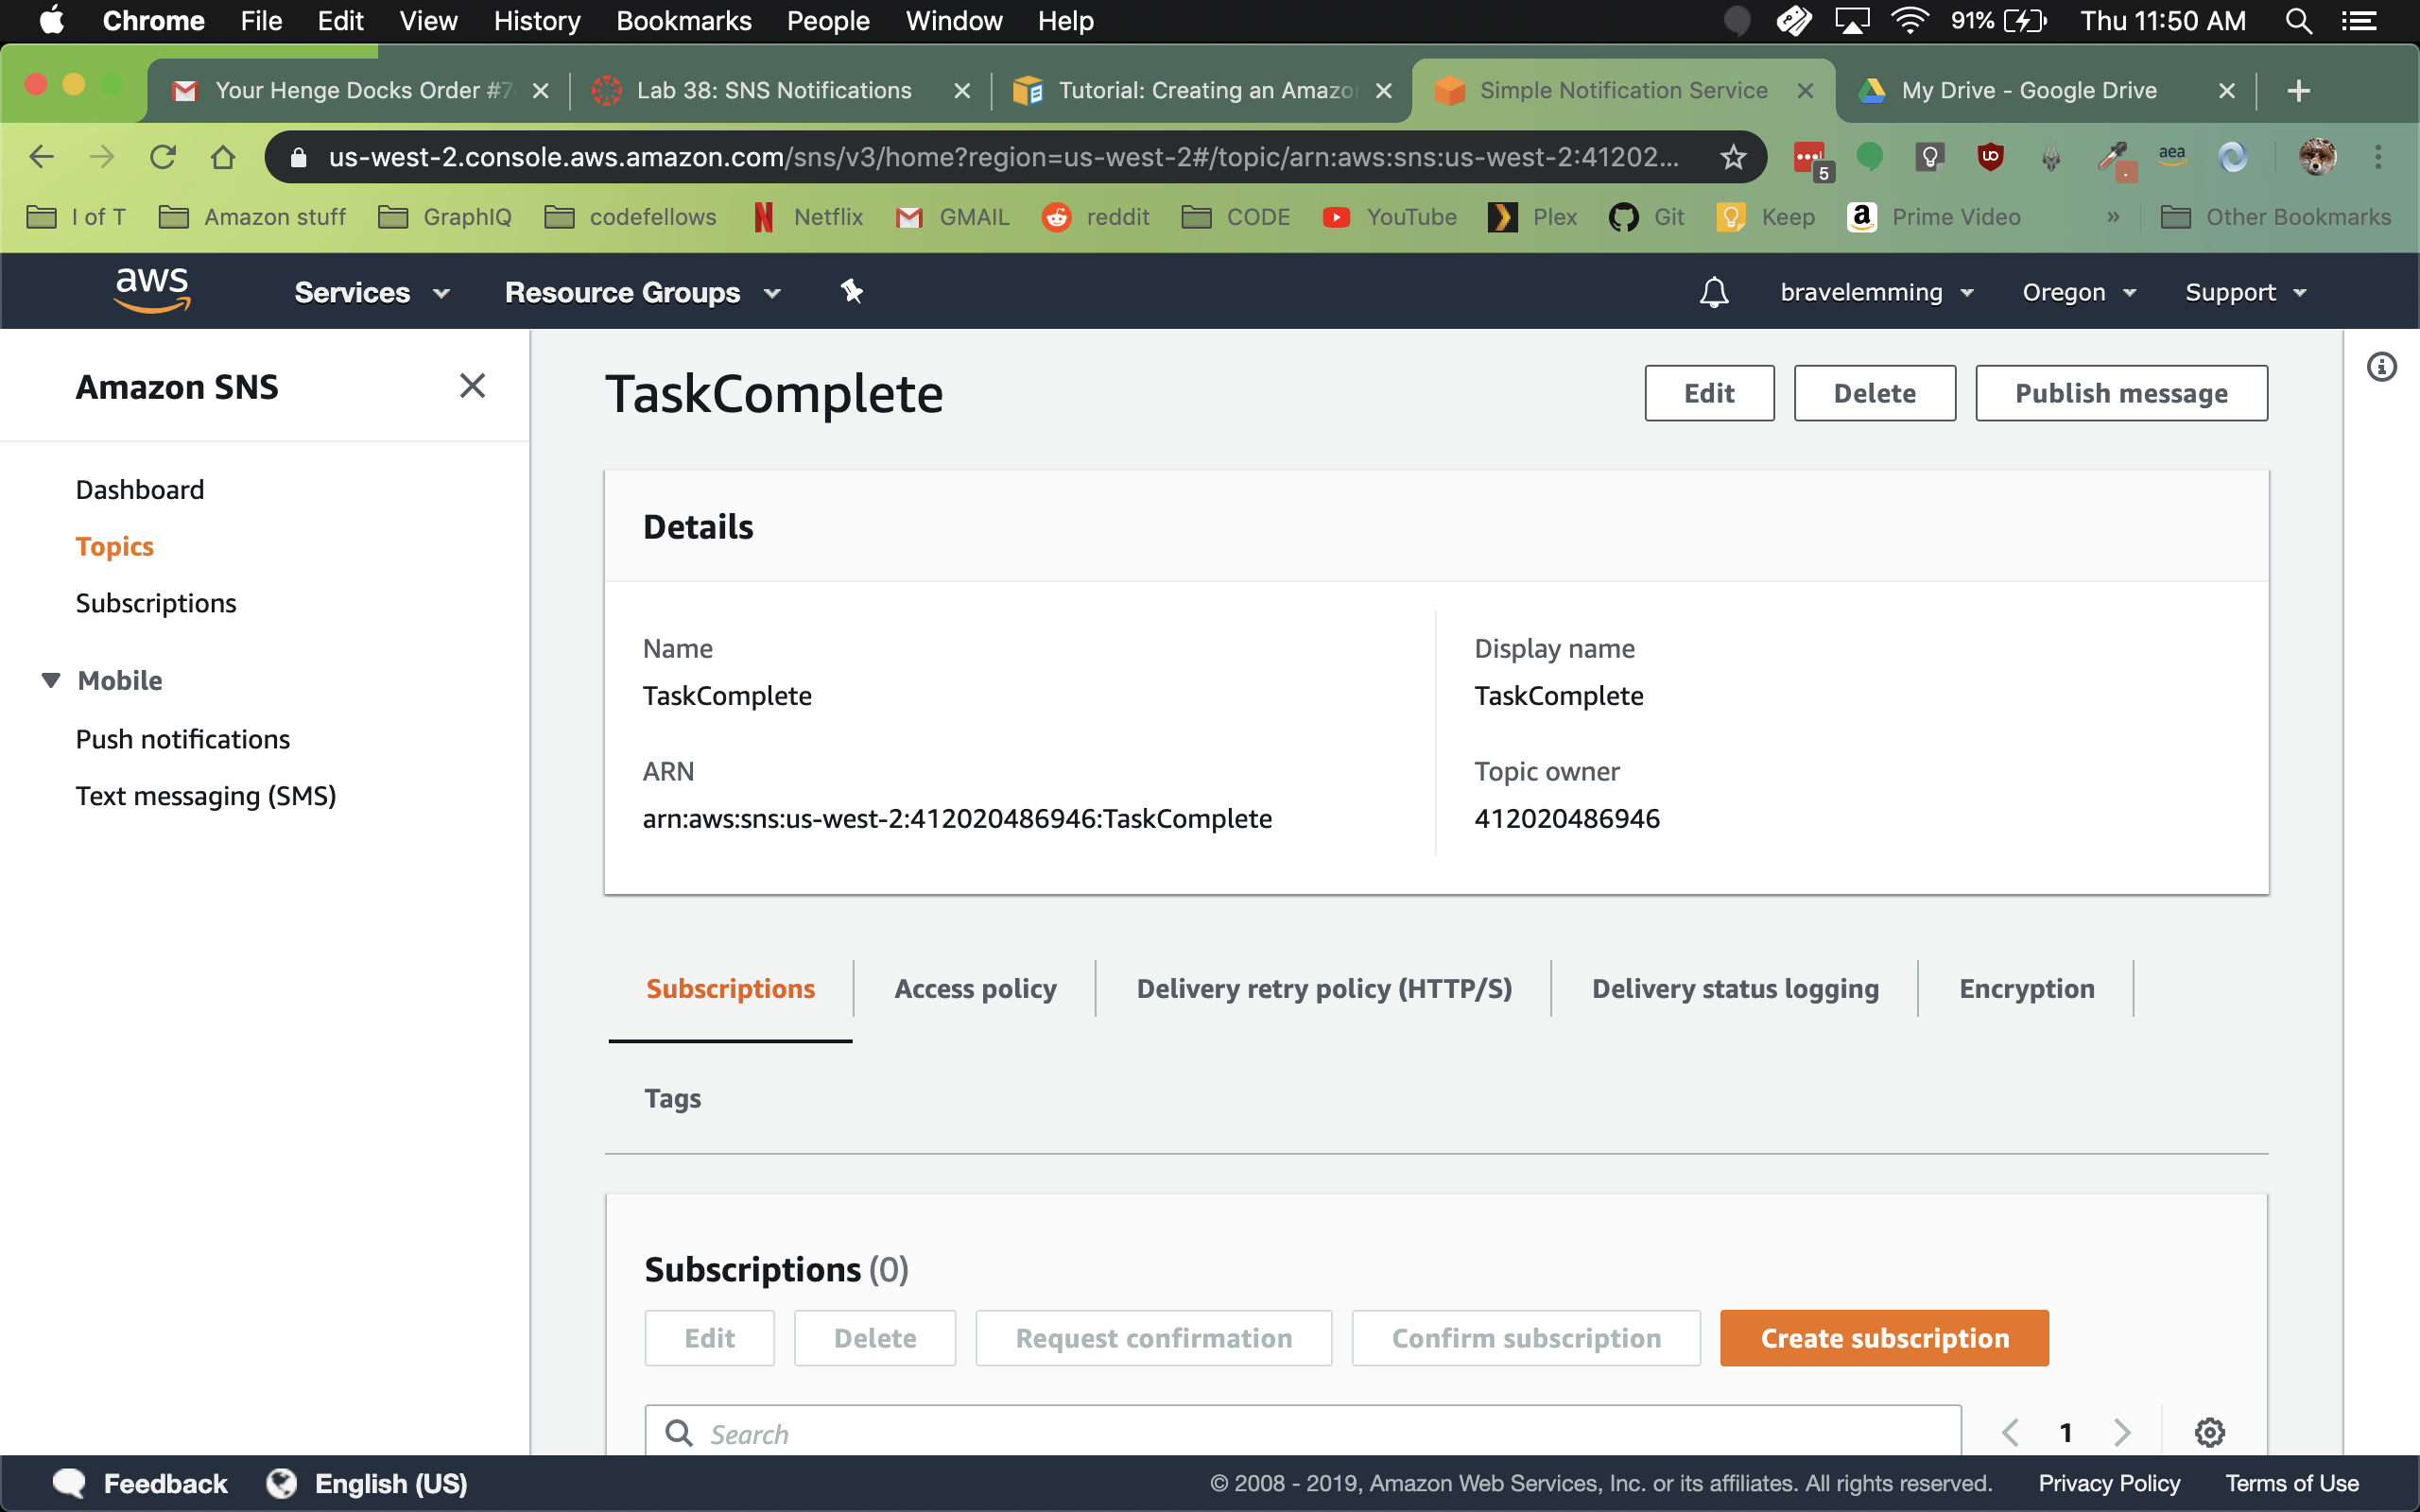 Chrome File Edit View History Bookmarks People Window Help 91% Thu 11:50 AM
Your Henge Docks Order #7 Lab 38: SNS Notifications Tutorial: Creating an Amazon Simple Notification Service My Drive - Google Drive
us-west-2.console.aws.amazon.com/sns/v3/home?region=us-west-2#/topic/arn:aws:sns:us-west-2:41202... 5 aea
I of T Amazon stuff GraphIQ codefellows Netflix GMAIL reddit CODE YouTube Plex Git Keep Prime Video » Other Bookmarks
aws Services Resource Groups bravelemming Oregon Support
Amazon SNS
Dashboard
Topics
Subscriptions
Mobile
Push notifications
Text messaging (SMS)
TaskComplete
Edit Delete Publish message
Details
Name
TaskComplete
ARN
arn:aws:sns:us-west-2:412020486946:TaskComplete
Display name
TaskComplete
Topic owner
412020486946
Subscriptions Access policy Delivery retry policy (HTTP/S) Delivery status logging Encryption
Tags
Subscriptions (0)
Edit Delete Request confirmation Confirm subscription Create subscription
Search 1
Feedback English (US) © 2008 - 2019, Amazon Web Services, Inc. or its affiliates. All rights reserved. Privacy Policy Terms of Use